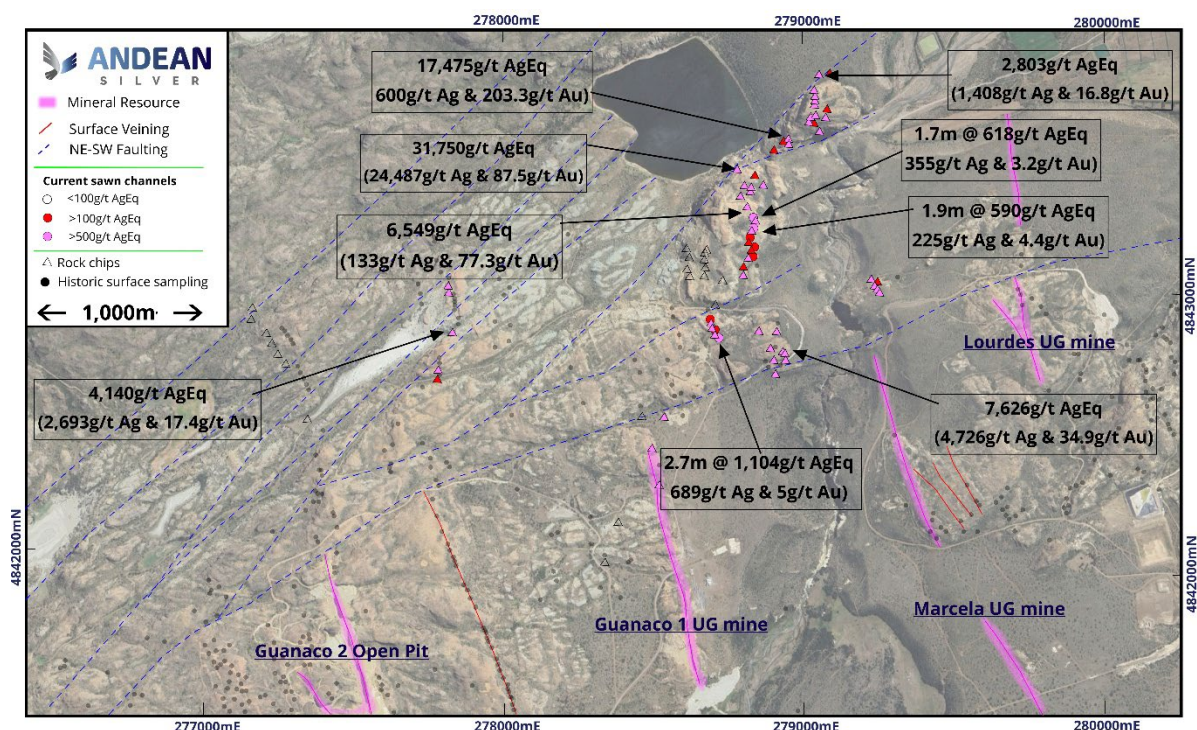 278000mE
279000mE
280000mE
ANDEAN
SILVER
Mineral Resource
Surface Veining
NE-SW Faulting
Current sawn channels
<100g/t AgEq
>100g/t AgEq
>500g/t AgEq
Rock chips
Historic surface sampling
1,000m
17,475g/t AgEq
600g/t Ag & 203.3g/t Au)
2,803g/t AgEq
(1,408g/t Ag & 16.8g/t Au)
31,750g/t AgEq
(24,487g/t Ag & 87.5g/t Au)
1.7m @ 618g/t AgEq
355g/t Ag & 3.2g/t Au)
6,549g/t AgEq
(133g/t Ag & 77.3g/t Au)
1.9m @ 590g/t AgEq
225g/t Ag & 4.4g/t Au)
4843000mN
4843000mN
Lourdes UG mine
4,140g/t AgEq
(2,693g/t Ag & 17.4g/t Au)
7,626g/t AgEq
(4,726g/t Ag & 34.9g/t Au)
2.7m @ 1,104g/t AgEq
689g/t Ag & 5g/t Au)
4842000mN
4842000mN
Guanaco 2 Open Pit
Guanaco 1 UG mine
Marcela UG mine
277000mE
278000mE
279000mE
280000mE